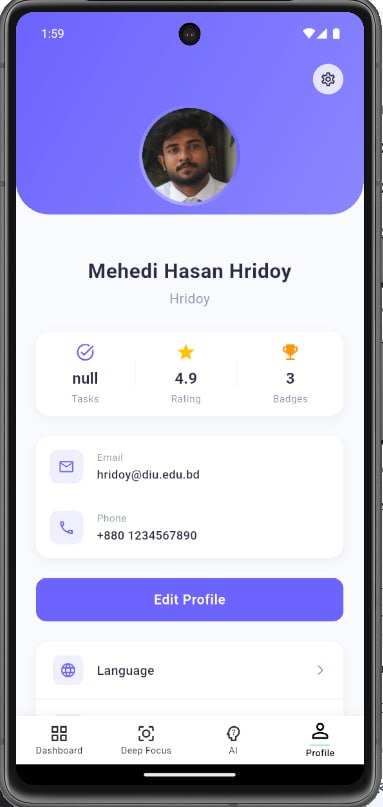 1:59
Mehedi Hasan Hridoy
Hridoy
null 4.9 3
Tasks Rating Badges
Email
hridoy@diu.edu.bd
Phone
+880 1234567890
Edit Profile
Language
Dashboard Deep Focus AI Profile